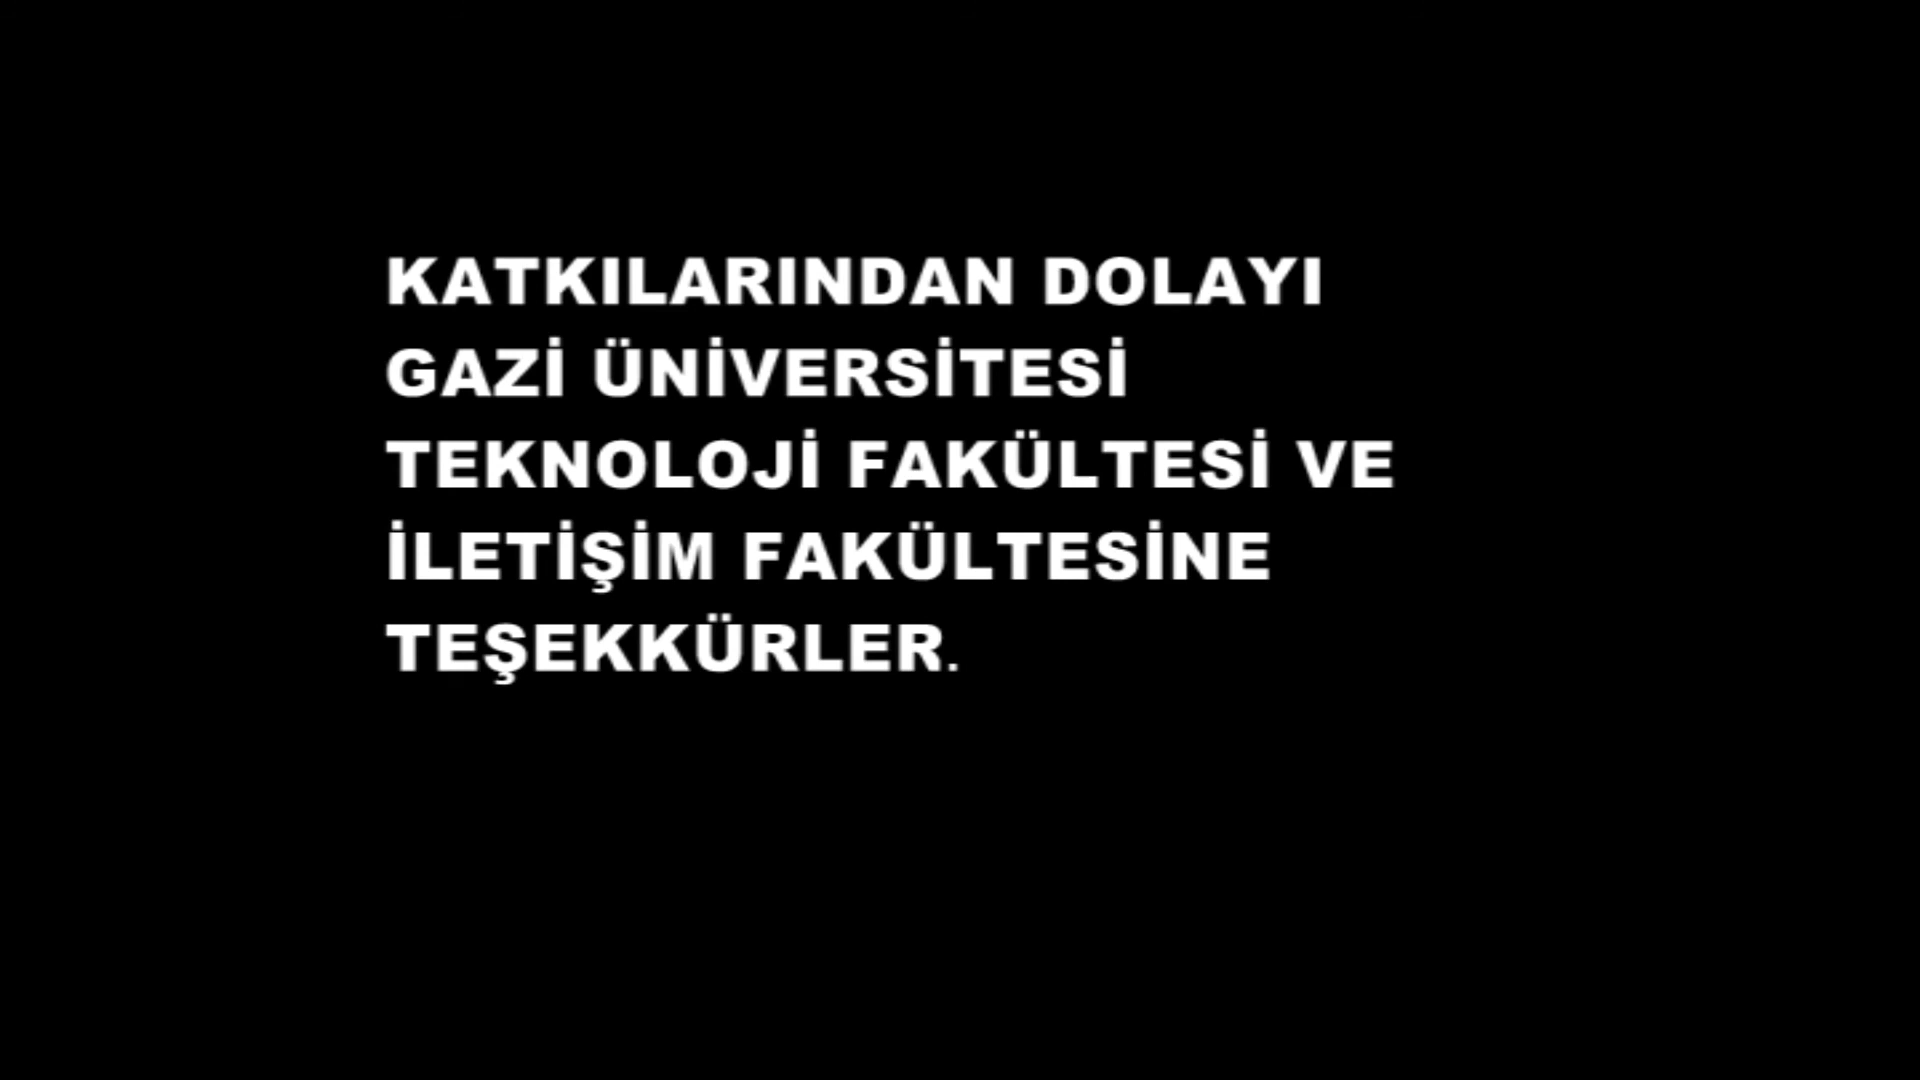 KATKILARINDAN DOLAYI
GAZİ ÜNİVERSİTESİ
TEKNOLOJİ FAKÜLTESİ VE
İLETİŞİM FAKÜLTESİNE
TEŞEKKÜRLER.